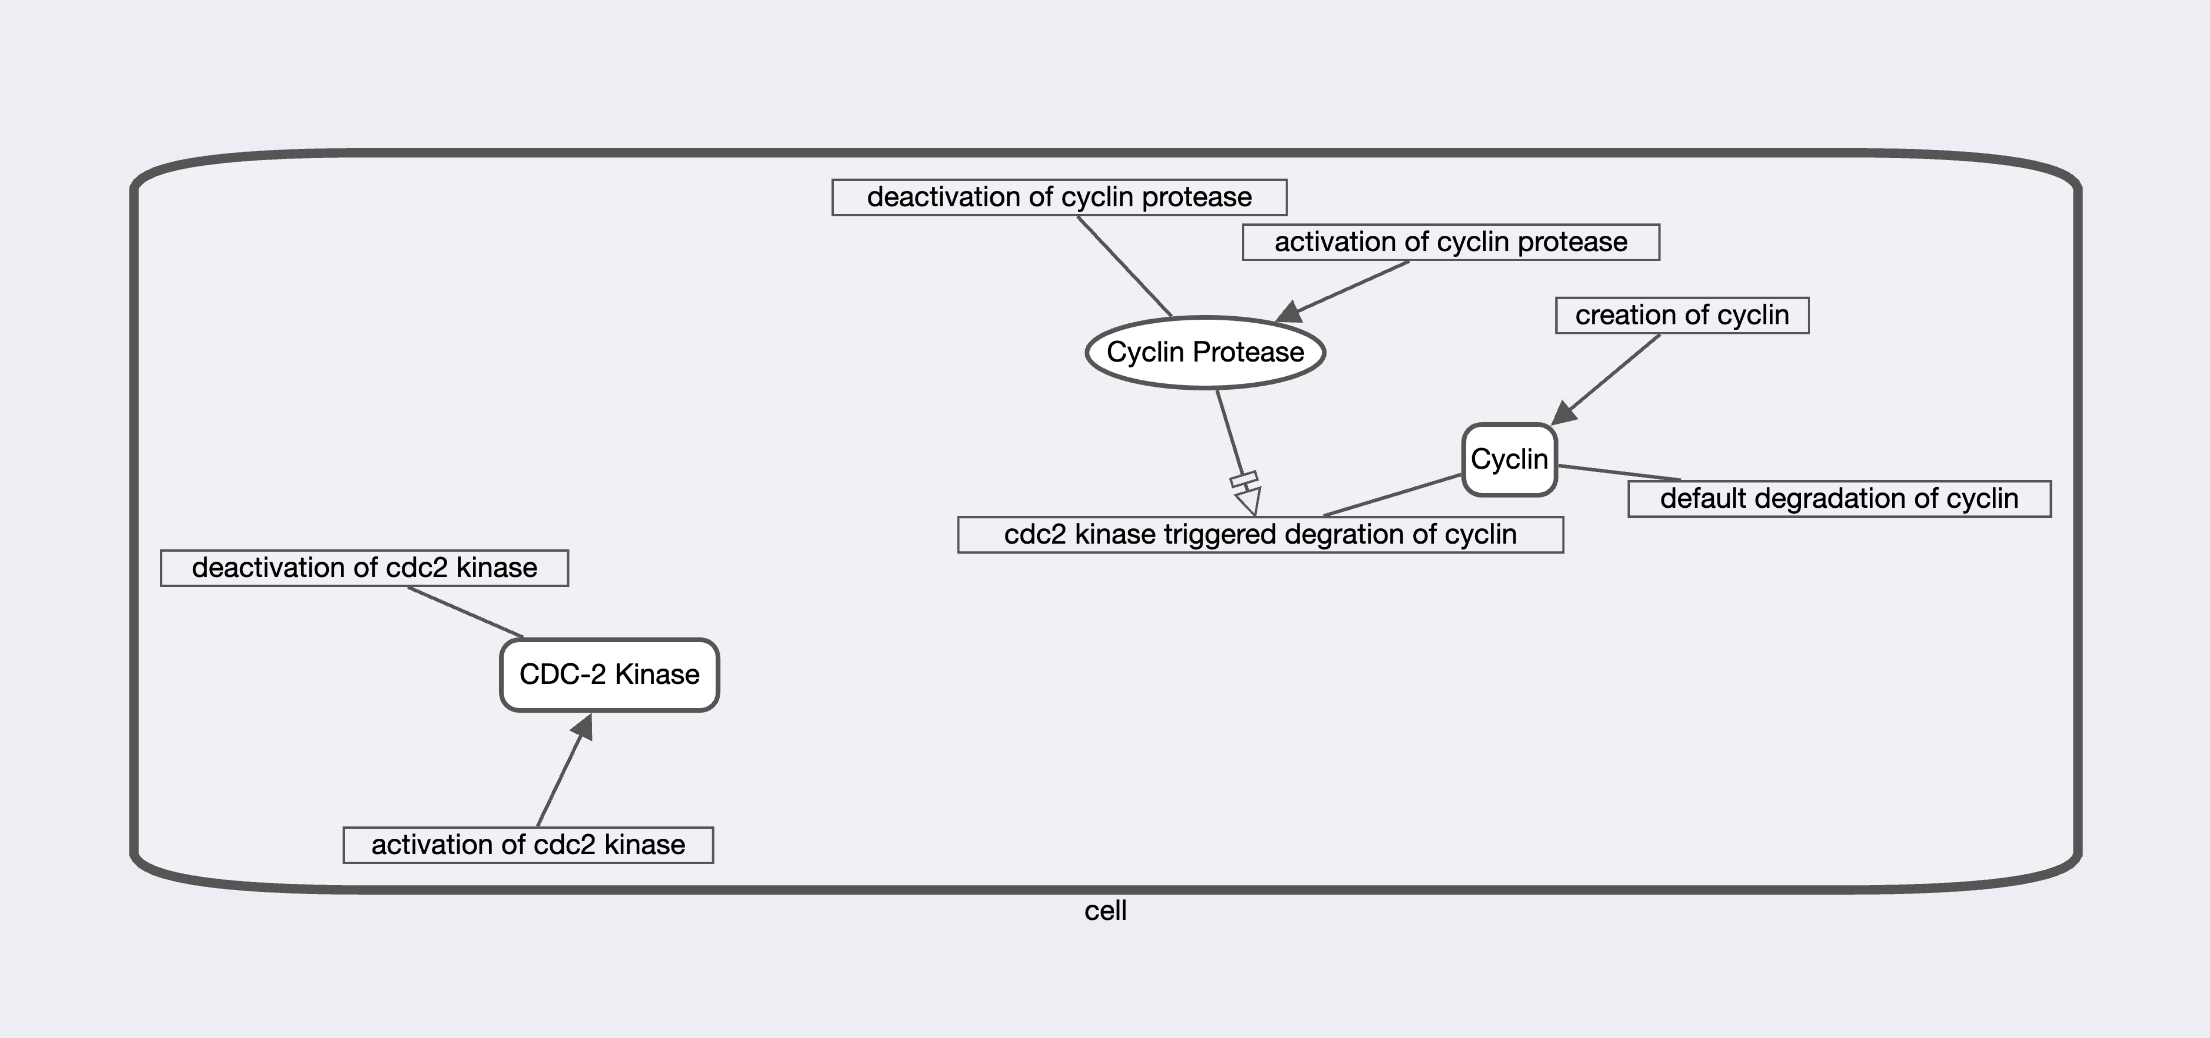 deactivation of cyclin protease
activation of cyclin protease
creation of cyclin
Cyclin Protease
Cyclin
default degradation of cyclin
cdc2 kinase triggered degration of cyclin
deactivation of cdc2 kinase
CDC-2 Kinase
activation of cdc2 kinase
cell